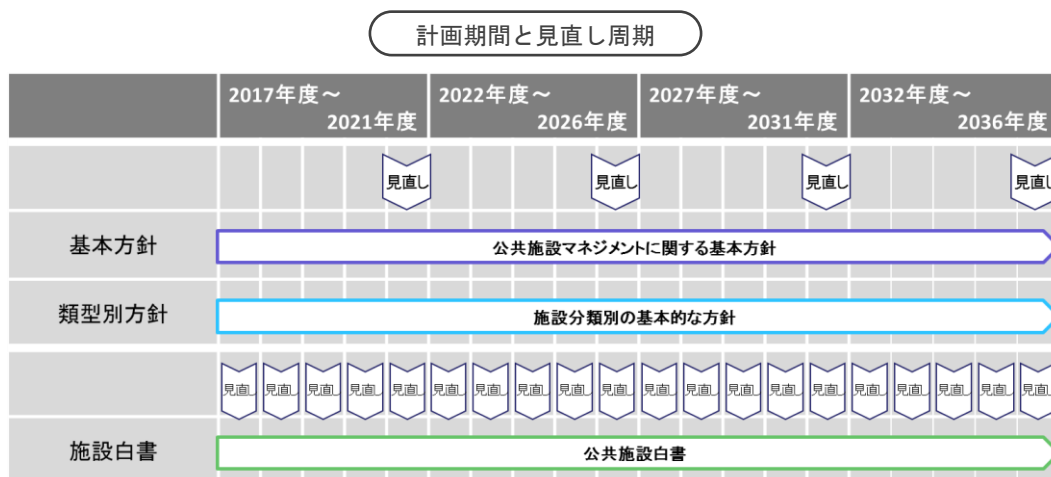 計画期間と見直し周期
2017年度～
2021年度
2022年度～
2026年度
2027年度～
2031年度
2032年度～
2036年度
見直し 見直し 見直し 見直し
基本方針 公共施設マネジメントに関する基本方針
類型別方針 施設分類別の基本的な方針
見直し 見直し 見直し 見直し 見直し 見直し 見直し 見直し 見直し 見直し 見直し 見直し 見直し 見直し 見直し 見直し 見直し 見直し 見直し 見直し
施設白書 公共施設白書